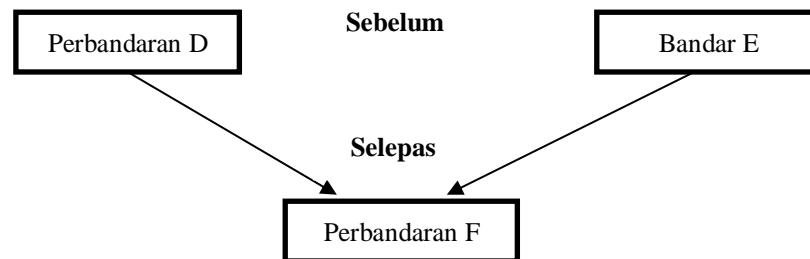 Sebelum
Perbandaran D
Bandar E
Selepas
Perbandaran F